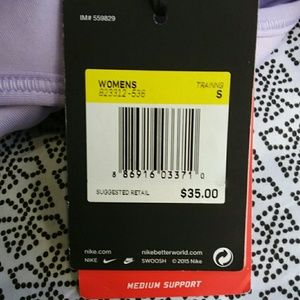 IM# 559829
WOMENS TRAINING
823312-536 S
8 86916 03371 0
SUGGESTED RETAIL $35.00
nike.com nikebetterworld.com
NIKE SWOOSH © 2015 Nike
MEDIUM SUPPORT